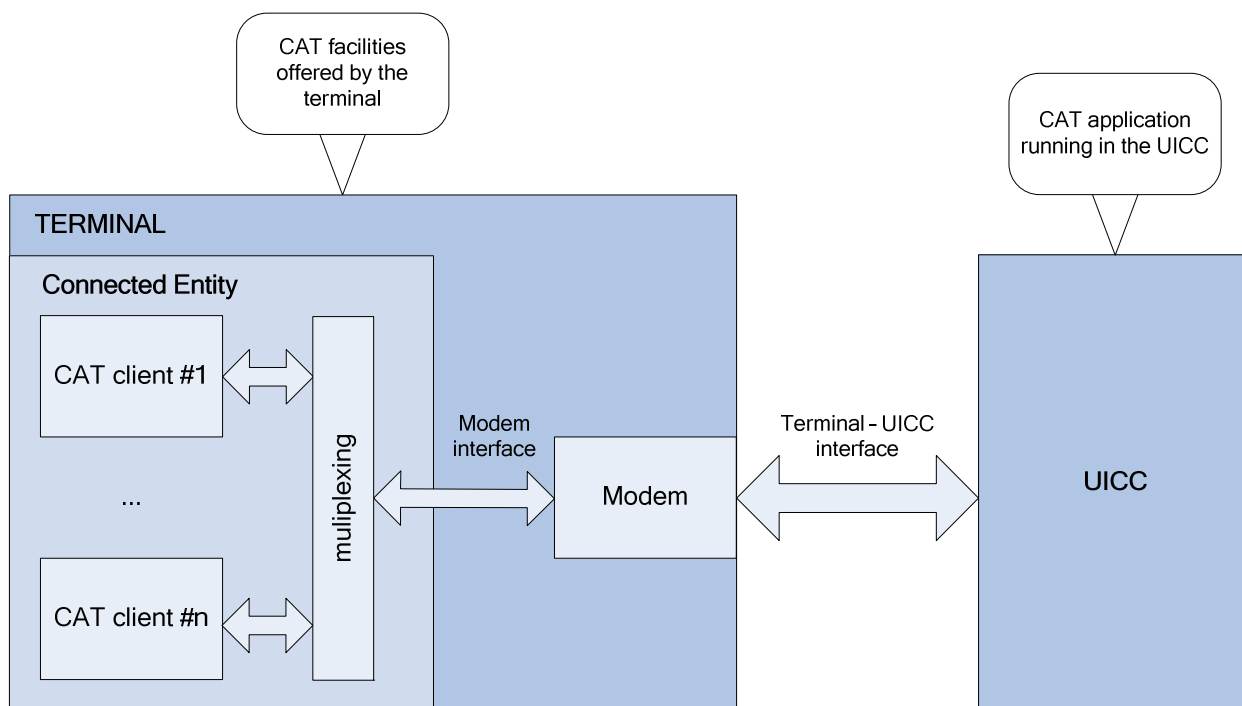 CAT facilities
offered by the
terminal
CAT application
running in the UICC
TERMINAL
Connected Entity
CAT client #1
...
CAT client #n
muliplexing
Modem
interface
Modem
Terminal - UICC
interface
UICC